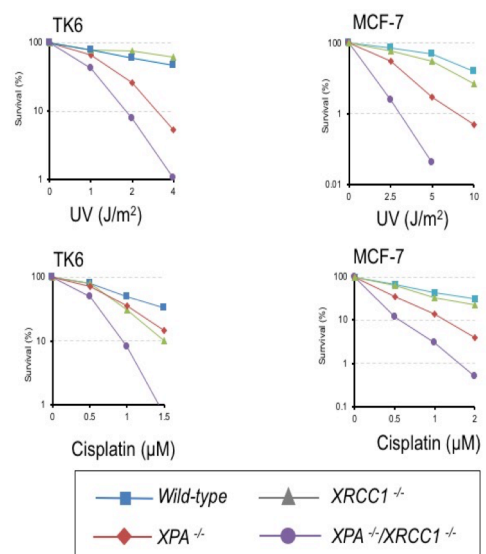 TK6
100
10
1
Survival (%)
0 1 2 4
UV (J/m²)
MCF-7
100
1
0.01
Survival (%)
0 2.5 5 10
UV (J/m²)
TK6
100
10
1
Survival (%)
0 0.5 1 1.5
Cisplatin (µM)
MCF-7
100
10
1
0.1
Surrvival (%)
0 0.5 1 2
Cisplatin (µM)
Wild-type XRCC1 -/-
XPA -/- XPA -/-/XRCC1 -/-